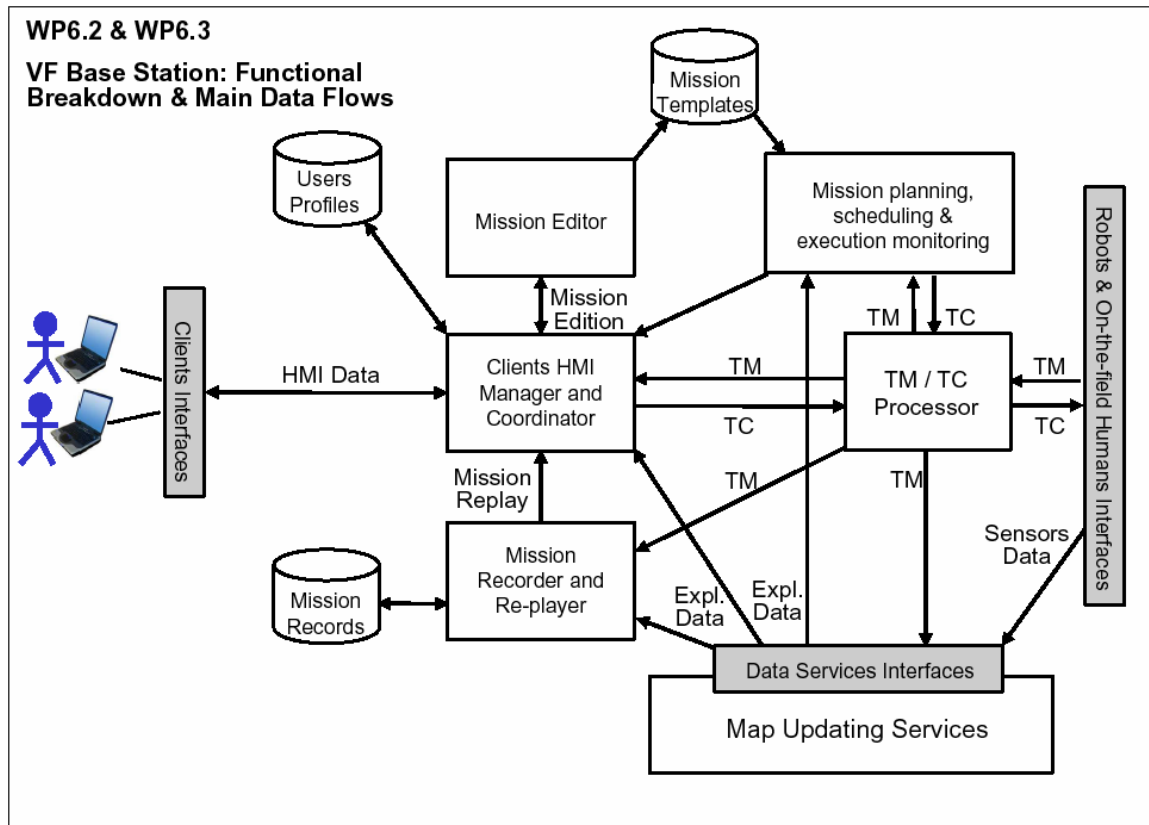 WP6.2 & WP6.3
VF Base Station: Functional
Breakdown & Main Data Flows
Mission
Templates
Users
Profiles
Mission Editor
Mission planning,
scheduling &
execution monitoring
Mission
Edition
TM
TC
Clients Interfaces
HMI Data
Clients HMI
Manager and
Coordinator
TM
TC
TM / TC
Processor
TM
TC
Robots & On-the-field Humans Interfaces
Mission
Replay
TM
TM
Sensors
Data
Mission
Records
Mission
Recorder and
Re-player
Expl.
Data
Expl.
Data
Data Services Interfaces
Map Updating Services